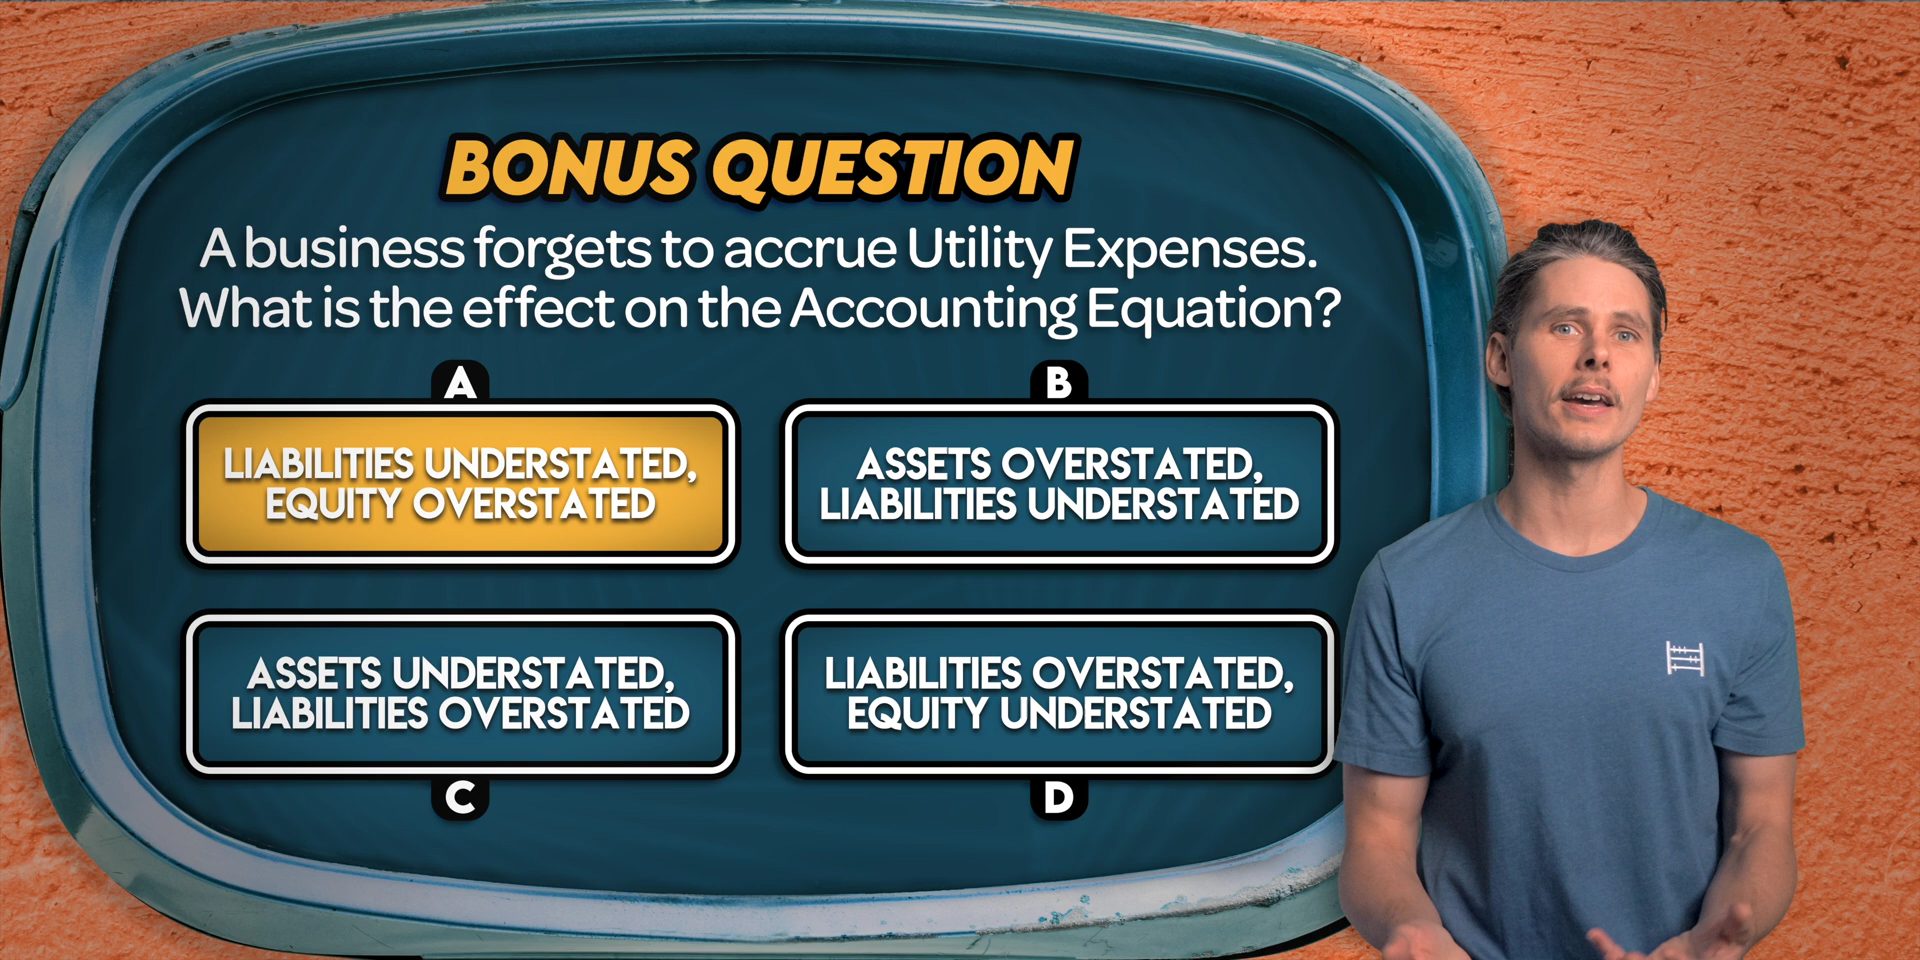 BONUS QUESTION
A business forgets to accrue Utility Expenses.
What is the effect on the Accounting Equation?
A
LIABILITIES UNDERSTATED,
EQUITY OVERSTATED
B
ASSETS OVERSTATED,
LIABILITIES UNDERSTATED
ASSETS UNDERSTATED,
LIABILITIES OVERSTATED
C
LIABILITIES OVERSTATED,
EQUITY UNDERSTATED
D